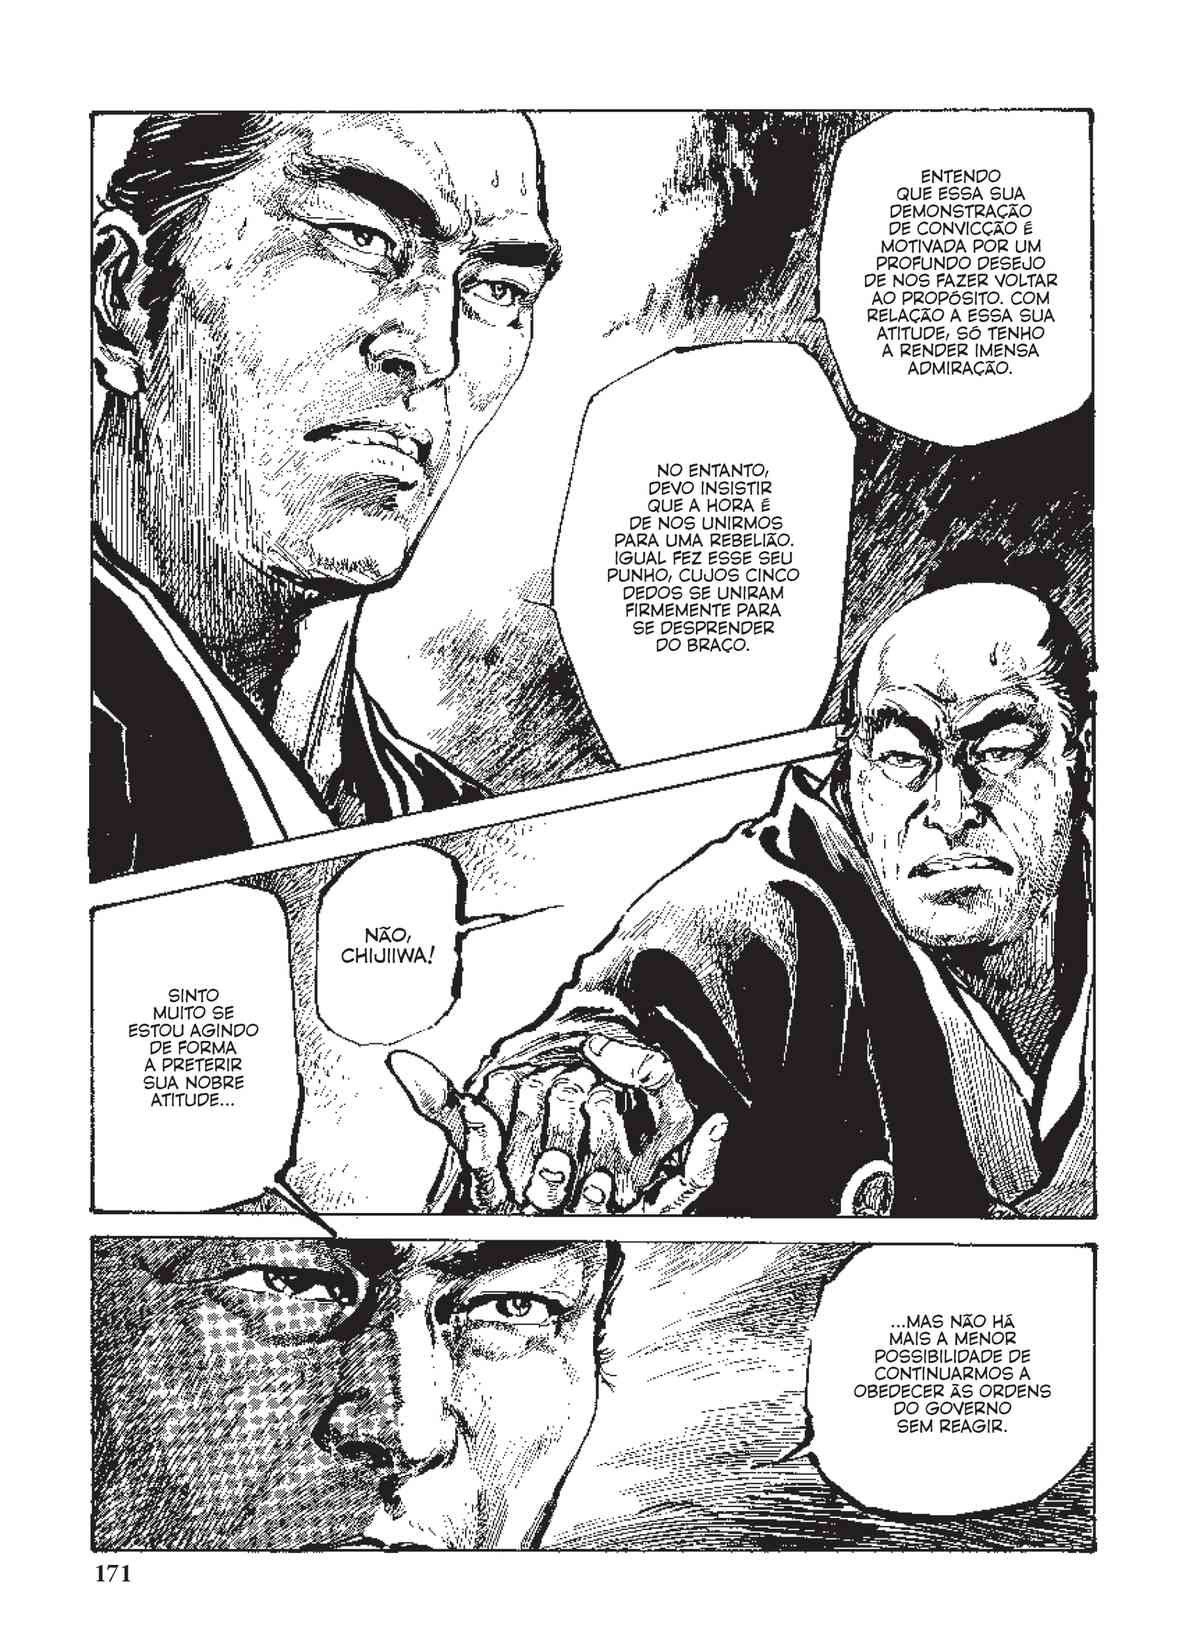 ENTENDO
QUE ESSA SUA
DEMONSTRAÇÃO
DE CONVICÇÃO É
MOTIVADA POR UM
PROFUNDO DESEJO
DE NOS FAZER VOLTAR
AO PROPÓSITO. COM
RELAÇÃO A ESSA SUA
ATITUDE, SÓ TENHO
A RENDER IMENSA
ADMIRAÇÃO.
NO ENTANTO,
DEVO INSISTIR
QUE A HORA É
DE NOS UNIRMOS
PARA UMA REBELIÃO.
IGUAL FEZ ESSE SEU
PUNHO, CUJOS CINCO
DEDOS SE UNIRAM
FIRMEMENTE PARA
SE DESPRENDER
DO BRAÇO.
NÃO,
CHIJIIWA!
SINTO
MUITO SE
ESTOU AGINDO
DE FORMA
A PRETERIR
SUA NOBRE
ATITUDE...
...MAS NÃO HÁ
MAIS A MENOR
POSSIBILIDADE DE
CONTINUARMOS A
OBEDECER ÀS ORDENS
DO GOVERNO
SEM REAGIR.
171